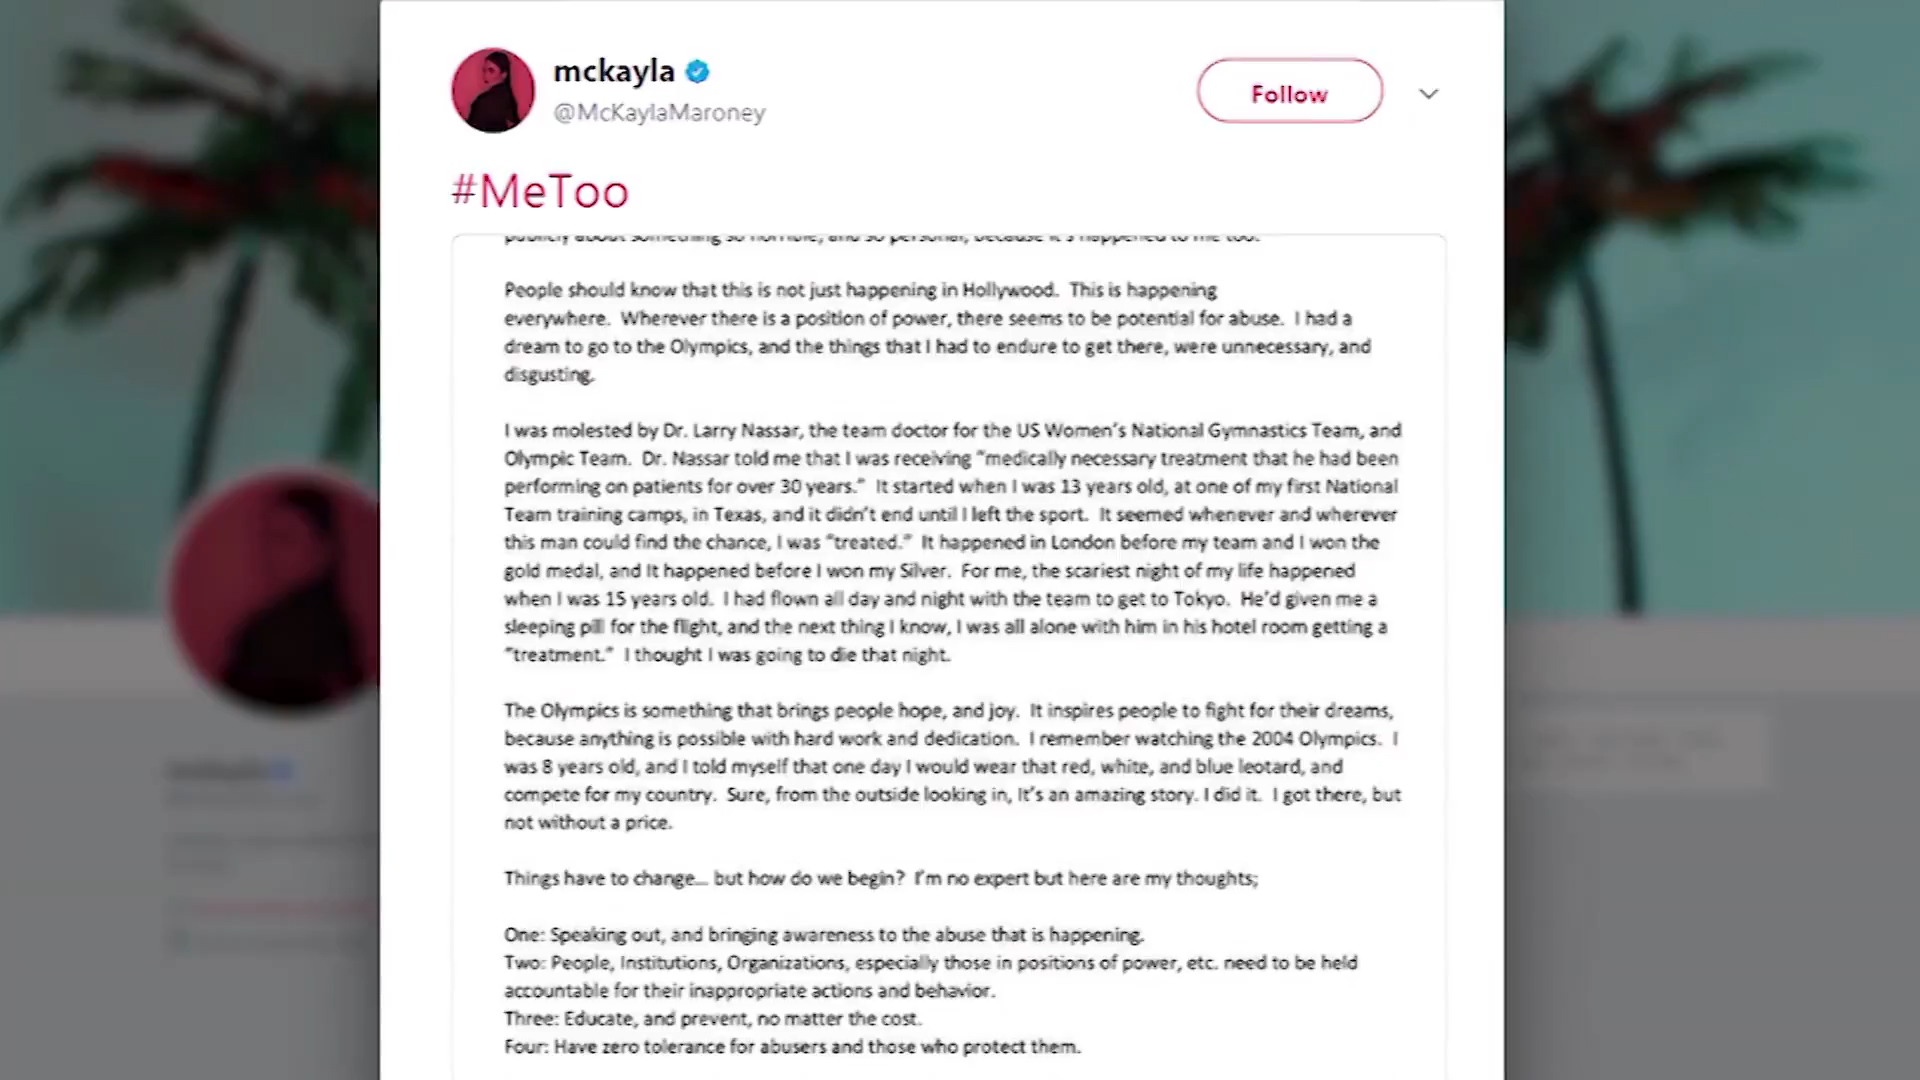 mckayla
@McKaylaMaroney
Follow
#MeToo
publicly about something so horrible, and so personal, because it's happened to me too.
People should know that this is not just happening in Hollywood. This is happening
everywhere. Wherever there is a position of power, there seems to be potential for abuse. I had a
dream to go to the Olympics, and the things that I had to endure to get there, were unnecessary, and
disgusting.
I was molested by Dr. Larry Nassar, the team doctor for the US Women's National Gymnastics Team, and
Olympic Team. Dr. Nassar told me that I was receiving "medically necessary treatment that he had been
performing on patients for over 30 years." It started when I was 13 years old, at one of my first National
Team training camps, in Texas, and it didn't end until I left the sport. It seemed whenever and wherever
this man could find the chance, I was "treated." It happened in London before my team and I won the
gold medal, and it happened before I won my Silver. For me, the scariest night of my life happened
when I was 15 years old. I had flown all day and night with the team to get to Tokyo. He'd given me a
sleeping pill for the flight, and the next thing I know, I was all alone with him in his hotel room getting a
"treatment." I thought I was going to die that night.
The Olympics is something that brings people hope, and joy. It inspires people to fight for their dreams,
because anything is possible with hard work and dedication. I remember watching the 2004 Olympics. I
was 8 years old, and I told myself that one day I would wear that red, white, and blue leotard, and
compete for my country. Sure, from the outside looking in, it's an amazing story. I did it. I got there, but
not without a price.
Things have to change... but how do we begin? I'm no expert but here are my thoughts;
One: Speaking out, and bringing awareness to the abuse that is happening.
Two: People, Institutions, Organizations, especially those in positions of power, etc. need to be held
accountable for their inappropriate actions and behavior.
Three: Educate, and prevent, no matter the cost.
Four: Have zero tolerance for abusers and those who protect them.